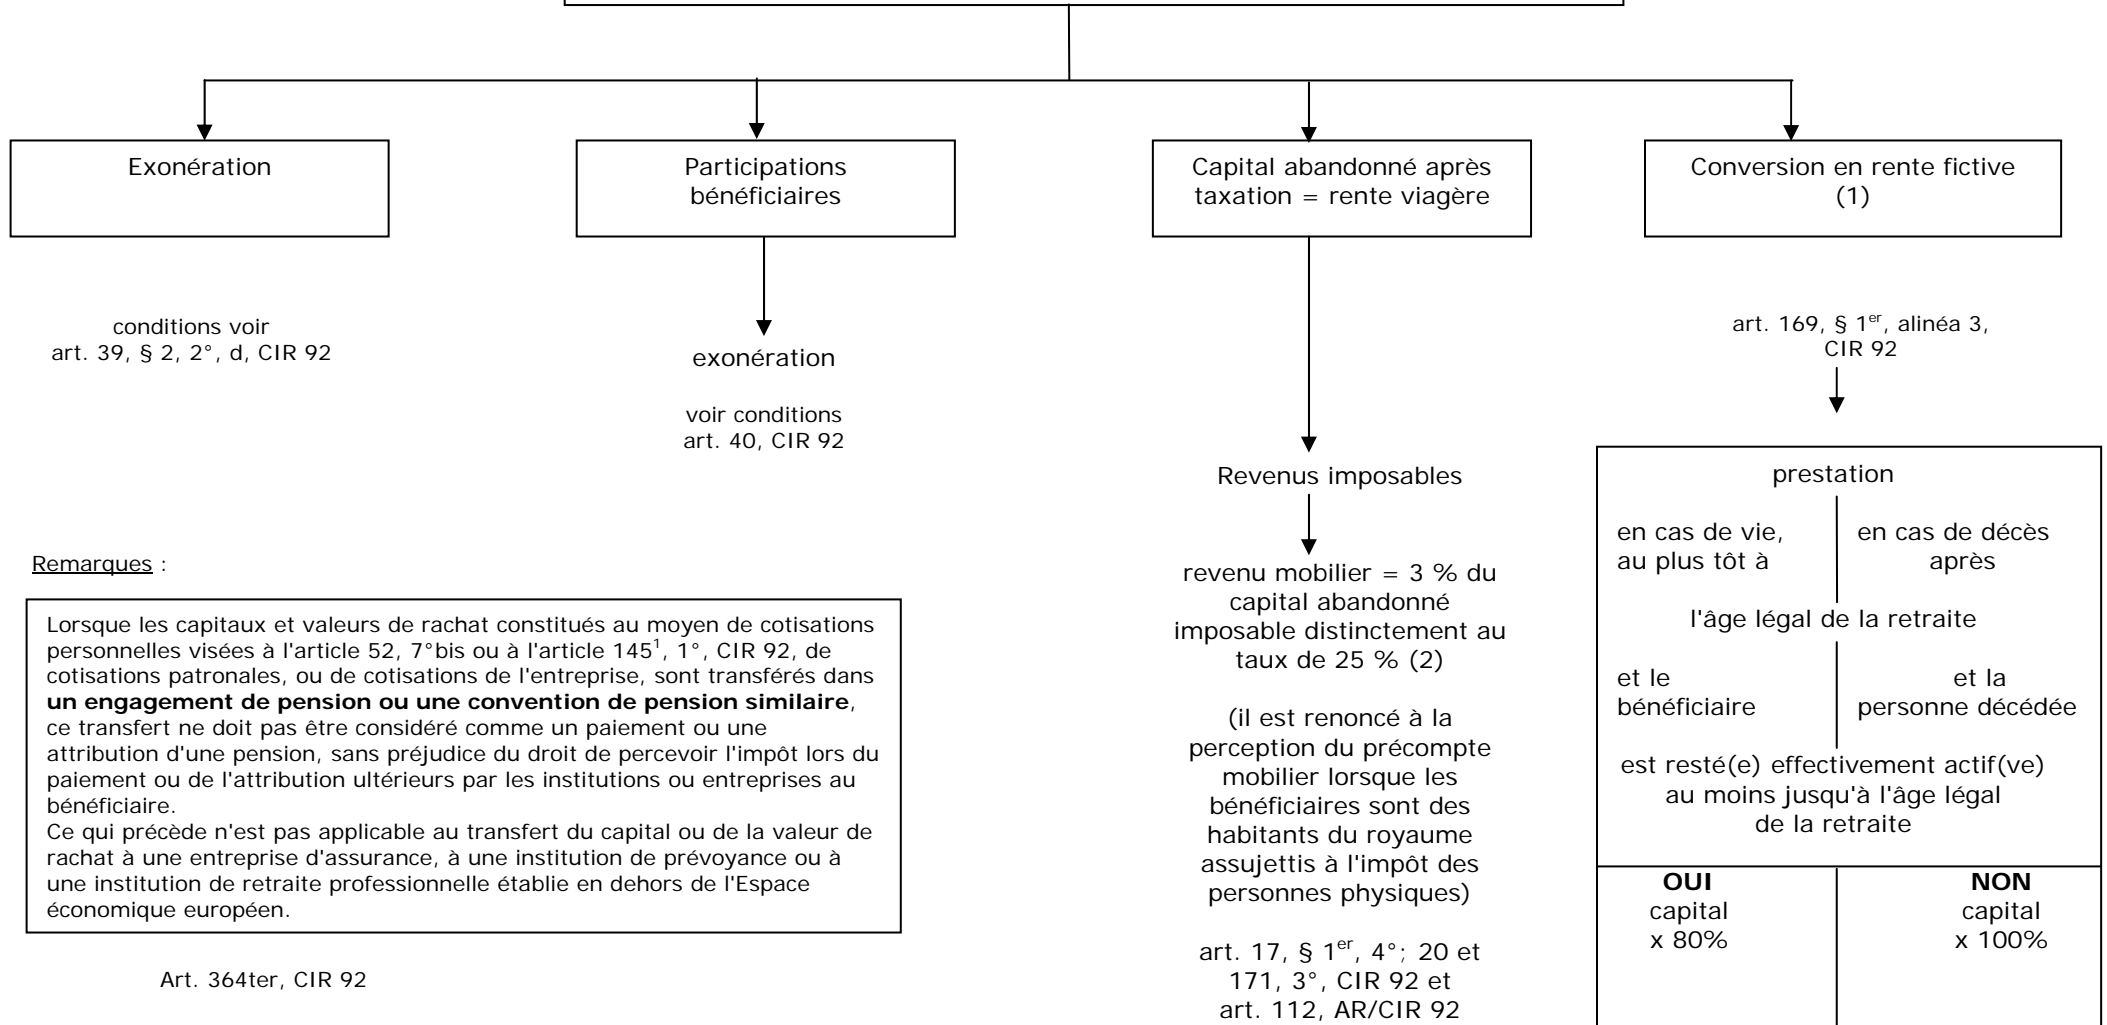 Exonération
conditions voir
art. 39, § 2, 2°, d, CIR 92
Participations
bénéficiaires
exonération
voir conditions
art. 40, CIR 92
Capital abandonné après
taxation = rente viagère
Revenus imposables
revenu mobilier = 3 % du
capital abandonné
imposable distinctement au
taux de 25 % (2)
(il est renoncé à la
perception du précompte
mobilier lorsque les
bénéficiaires sont des
habitants du royaume
assujettis à l'impôt des
personnes physiques)
art. 17, § 1er, 4°; 20 et
171, 3°, CIR 92 et
art. 112, AR/CIR 92
Conversion en rente fictive
(1)
art. 169, § 1er, alinéa 3,
CIR 92
prestation
en cas de vie,
au plus tôt à
en cas de décès
après
l'âge légal de la retraite
et le
bénéficiaire
et la
personne décédée
est resté(e) effectivement actif(ve)
au moins jusqu'à l'âge légal
de la retraite
OUI
capital
x 80%
NON
capital
x 100%
Remarques :
Lorsque les capitaux et valeurs de rachat constitués au moyen de cotisations
personnelles visées à l'article 52, 7°bis ou à l'article 145¹, 1°, CIR 92, de
cotisations patronales, ou de cotisations de l'entreprise, sont transférés dans
un engagement de pension ou une convention de pension similaire,
ce transfert ne doit pas être considéré comme un paiement ou une
attribution d'une pension, sans préjudice du droit de percevoir l'impôt lors du
paiement ou de l'attribution ultérieurs par les institutions ou entreprises au
bénéficiaire.
Ce qui précède n'est pas applicable au transfert du capital ou de la valeur de
rachat à une entreprise d'assurance, à une institution de prévoyance ou à
une institution de retraite professionnelle établie en dehors de l'Espace
économique européen.
Art. 364ter, CIR 92